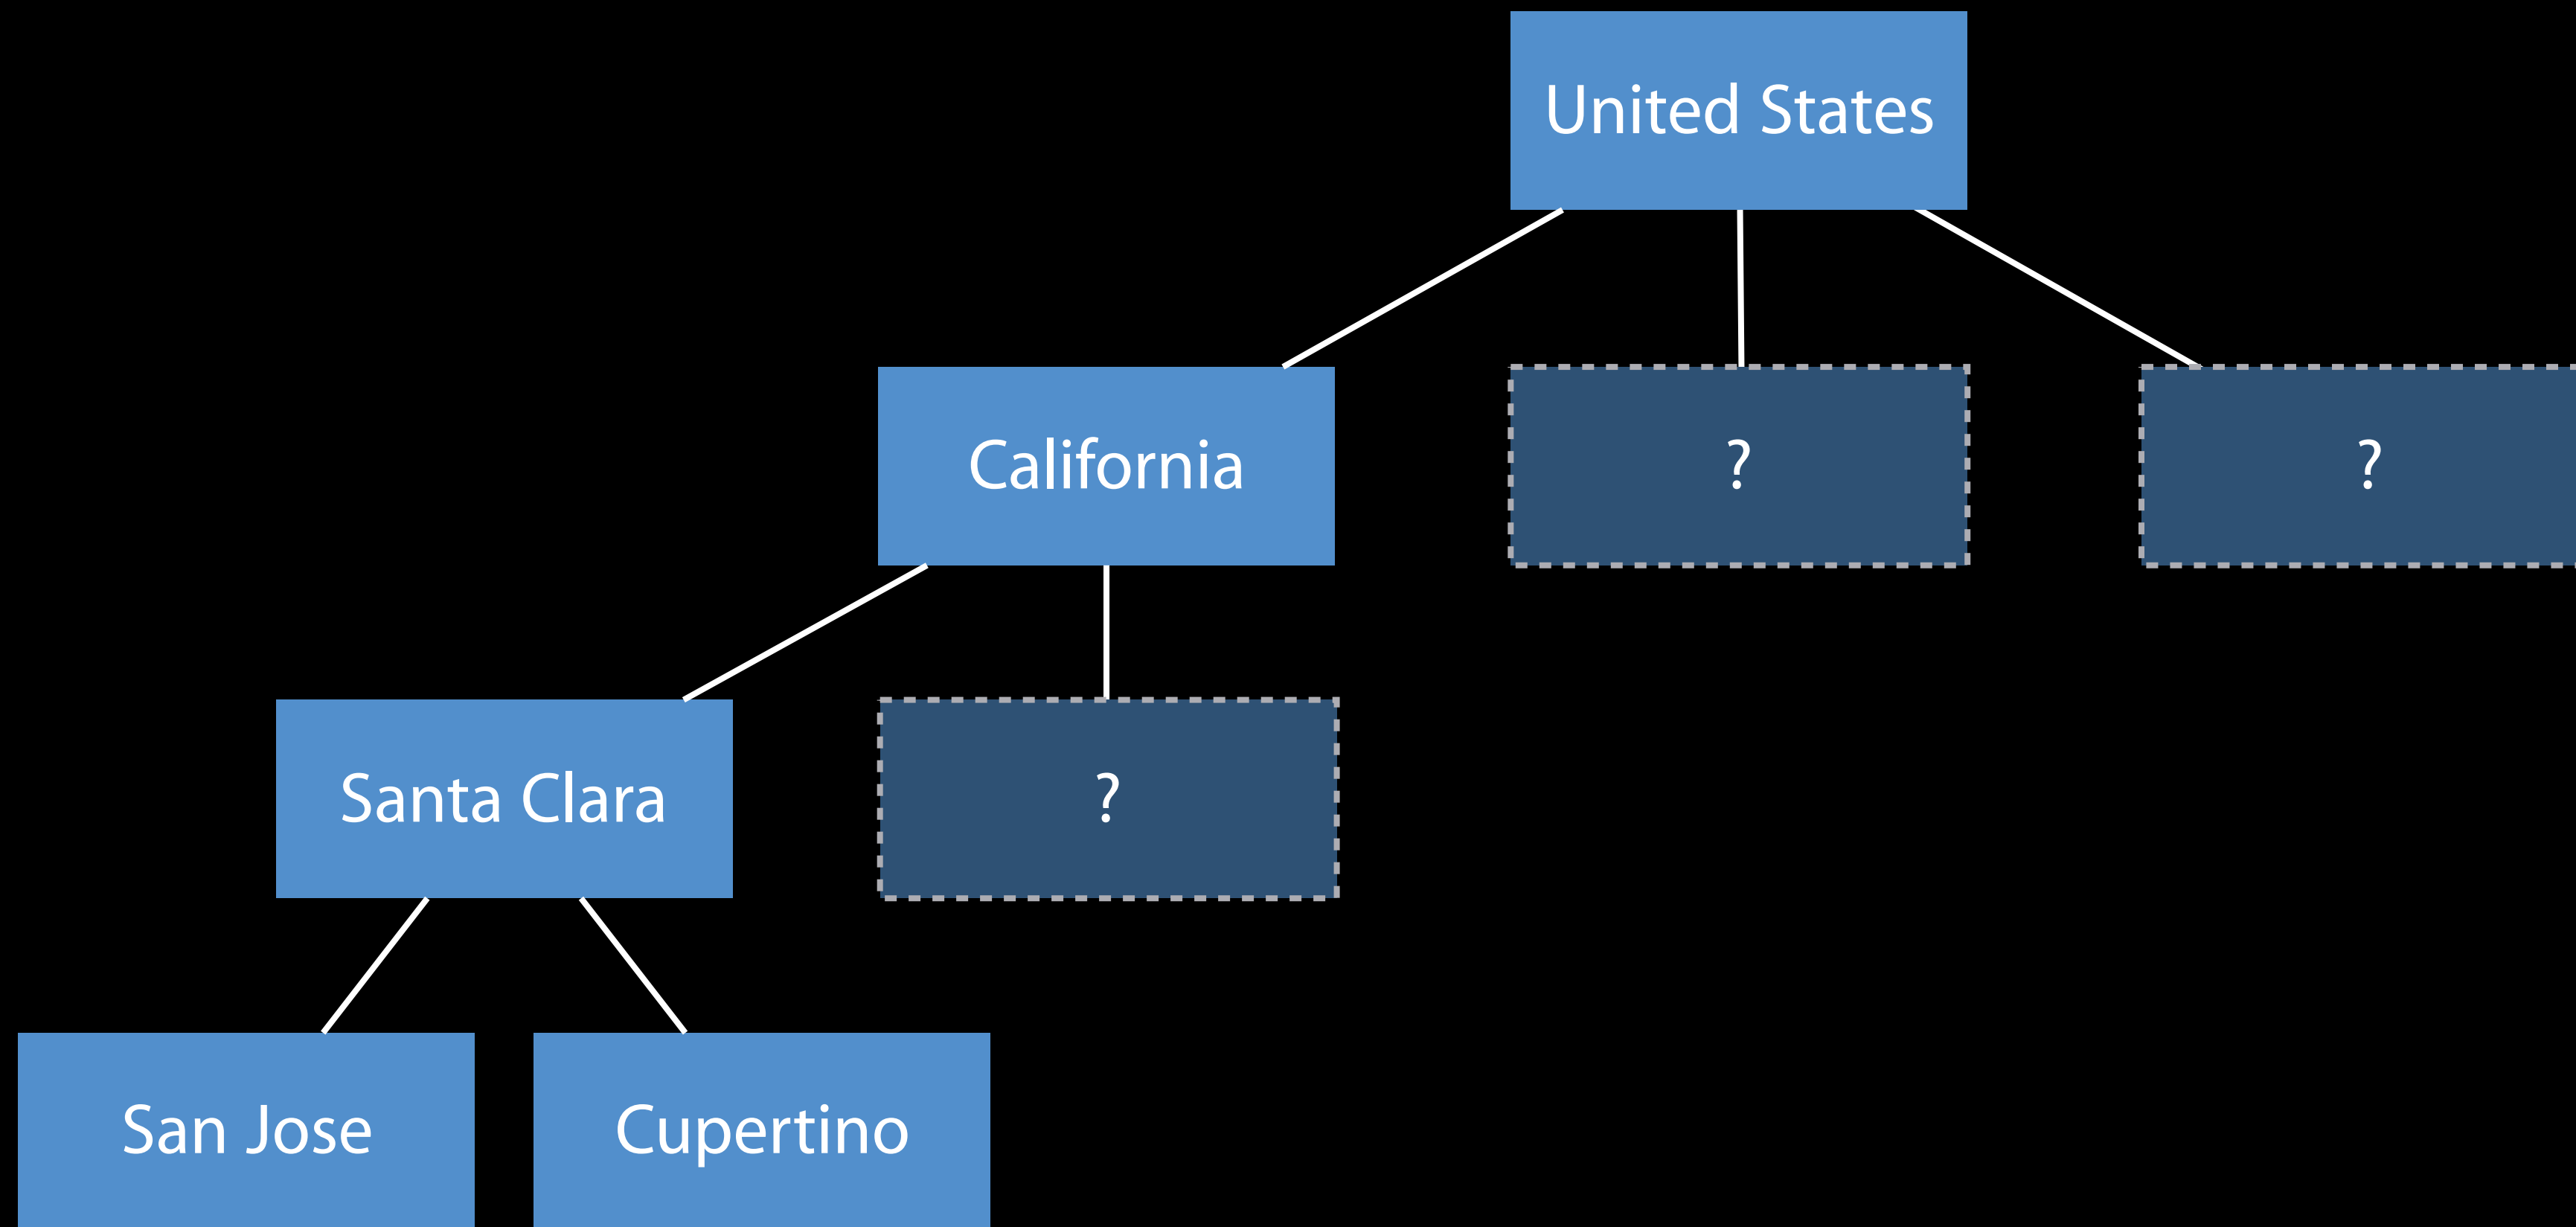 United States
California
?
?
Santa Clara
?
San Jose
Cupertino